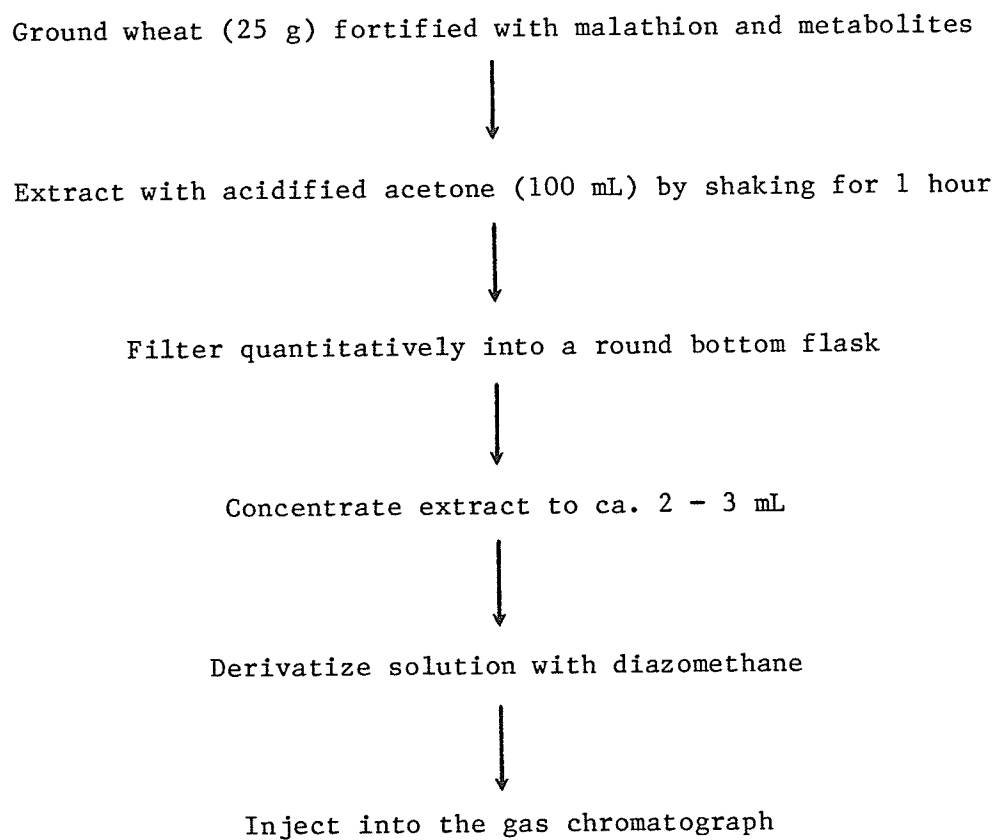 Ground wheat (25 g) fortified with malathion and metabolites
Extract with acidified acetone (100 mL) by shaking for 1 hour
Filter quantitatively into a round bottom flask
Concentrate extract to ca. 2 - 3 mL
Derivatize solution with diazomethane
Inject into the gas chromatograph